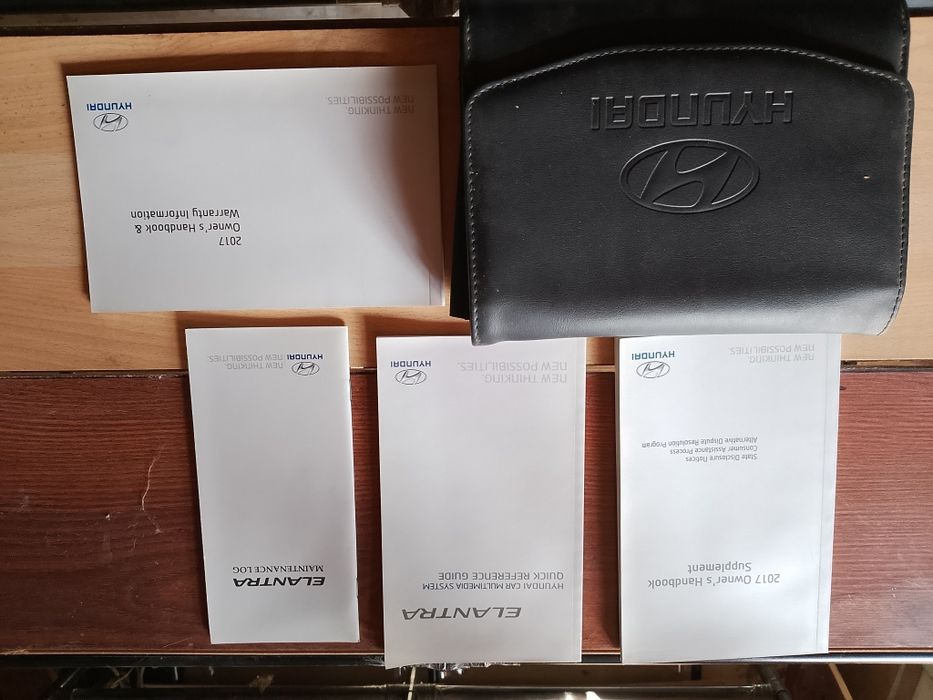 HYUNDAI
2017
Owner's Handbook &
Warranty Information
NEW THINKING.
NEW POSSIBILITIES.
HYUNDAI
ELANTRA
MAINTENANCE LOG
NEW THINKING.
NEW POSSIBILITIES.
HYUNDAI
ELANTRA
HYUNDAI CAR MULTIMEDIA SYSTEM
QUICK REFERENCE GUIDE
NEW THINKING.
NEW POSSIBILITIES.
HYUNDAI
2017 Owner's Handbook
Supplement
State Disclosure Notices
Consumer Assistance Process
Alternative Dispute Resolution Program
NEW THINKING.
NEW POSSIBILITIES.
HYUNDAI